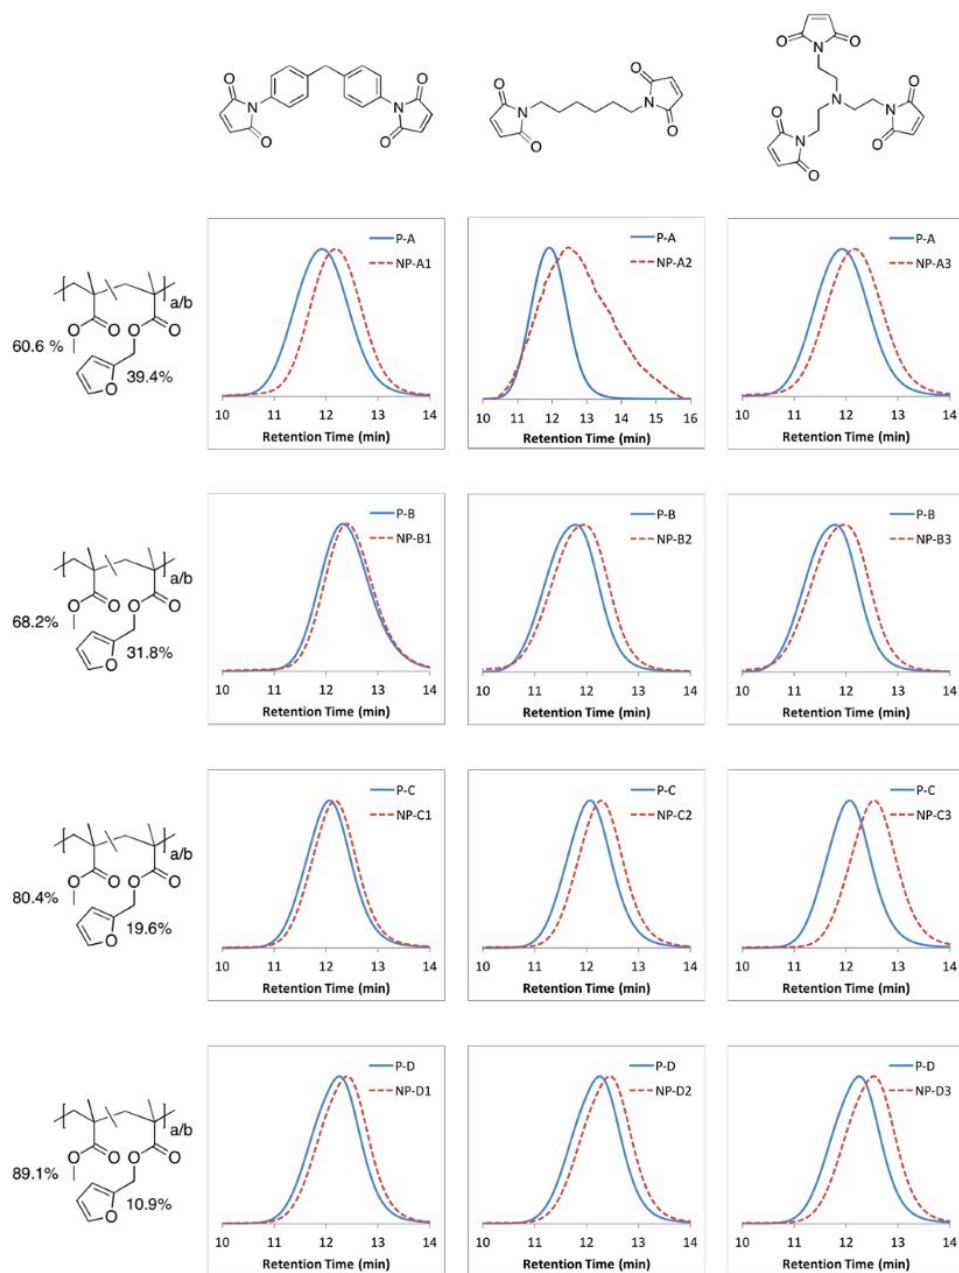 O O N N O O
O O N N O O
O O N O O N N O O N O O
P-A
NP-A1
10 11 12 13 14
Retention Time (min)
P-A
NP-A2
10 11 12 13 14 15 16
Retention Time (min)
P-A
NP-A3
10 11 12 13 14
Retention Time (min)
a/b
O O O O
60.6 %
O 39.4%
P-B
NP-B1
10 11 12 13 14
Retention Time (min)
P-B
NP-B2
10 11 12 13 14
Retention Time (min)
P-B
NP-B3
10 11 12 13 14
Retention Time (min)
a/b
O O O O
68.2%
O 31.8%
P-C
NP-C1
10 11 12 13 14
Retention Time (min)
P-C
NP-C2
10 11 12 13 14
Retention Time (min)
P-C
NP-C3
10 11 12 13 14
Retention Time (min)
a/b
O O O O
80.4%
O 19.6%
P-D
NP-D1
10 11 12 13 14
Retention Time (min)
P-D
NP-D2
10 11 12 13 14
Retention Time (min)
P-D
NP-D3
10 11 12 13 14
Retention Time (min)
a/b
O O O O
89.1%
O 10.9%